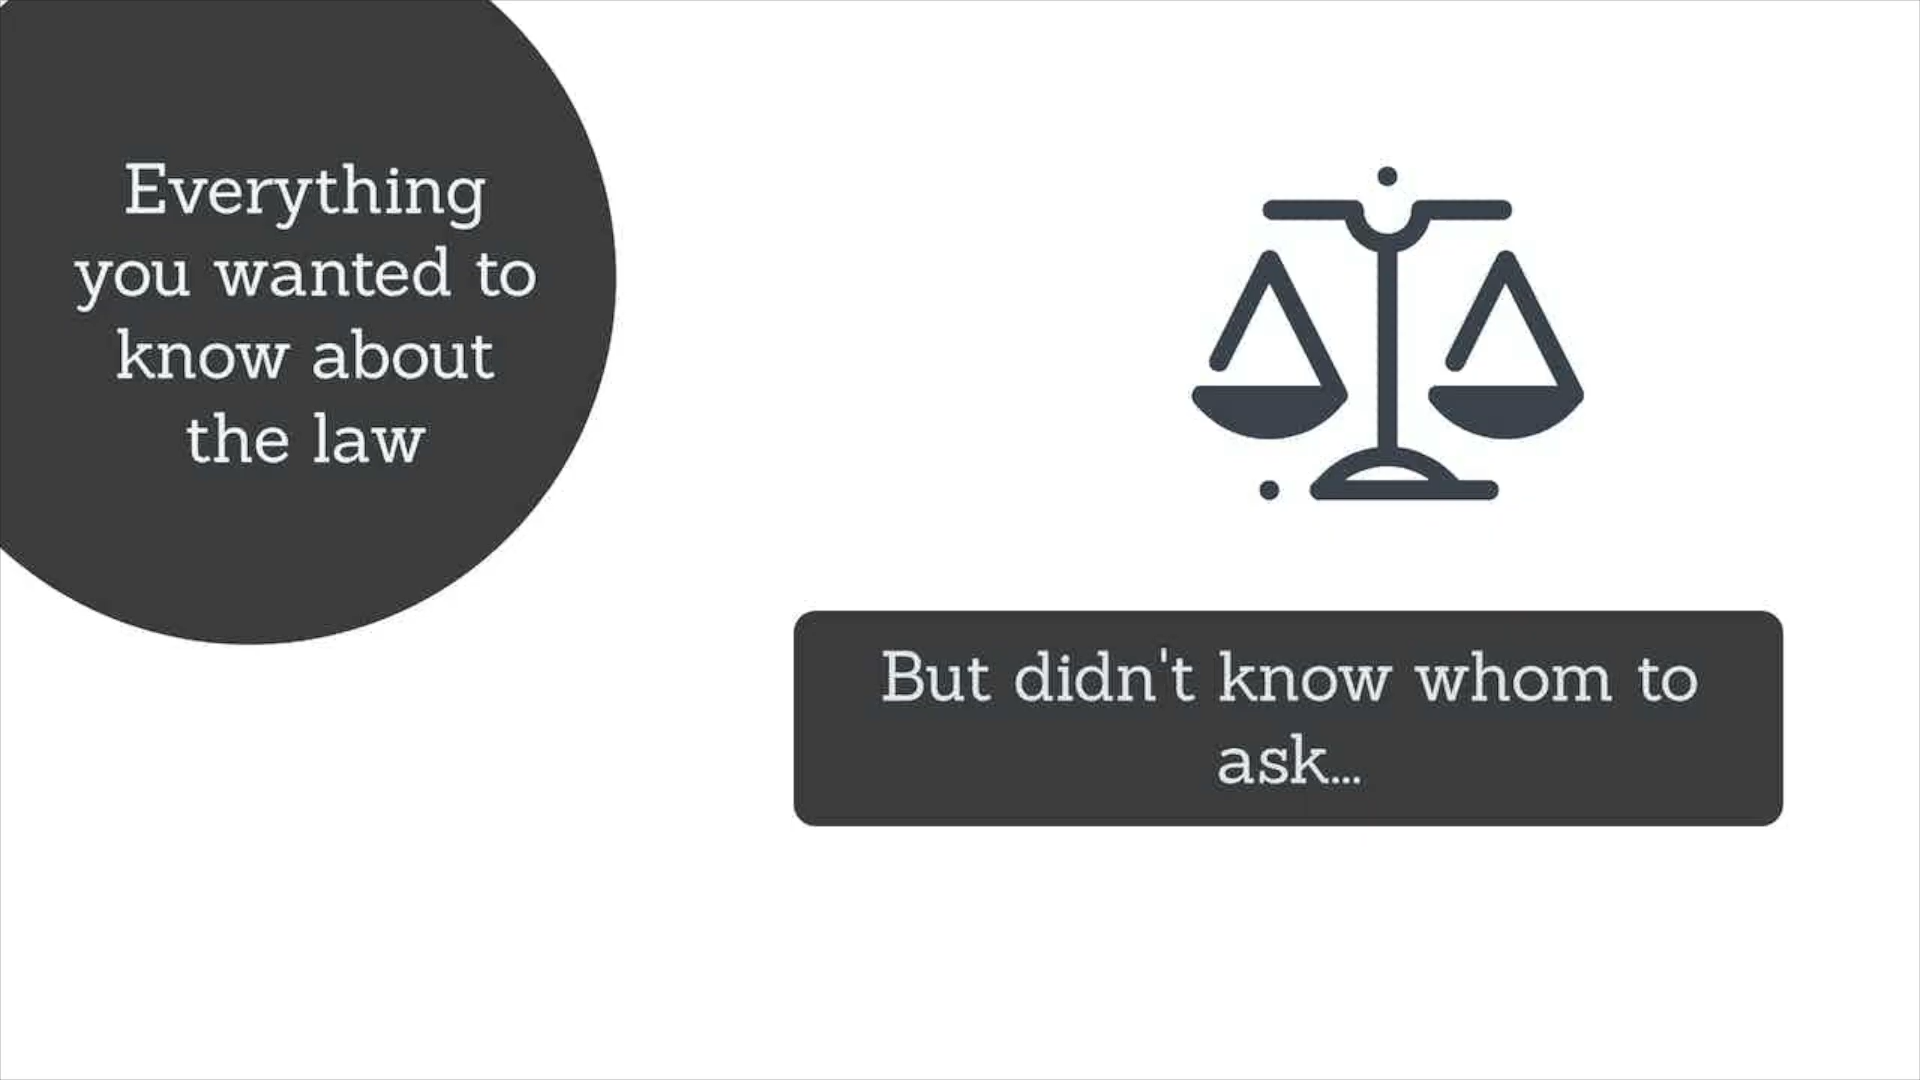 Everything
you wanted to
know about
the law
But didn't know whom to
ask...